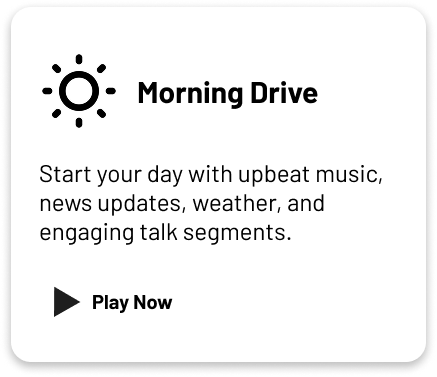 Morning Drive
Start your day with upbeat music,
news updates, weather, and
engaging talk segments.
Play Now